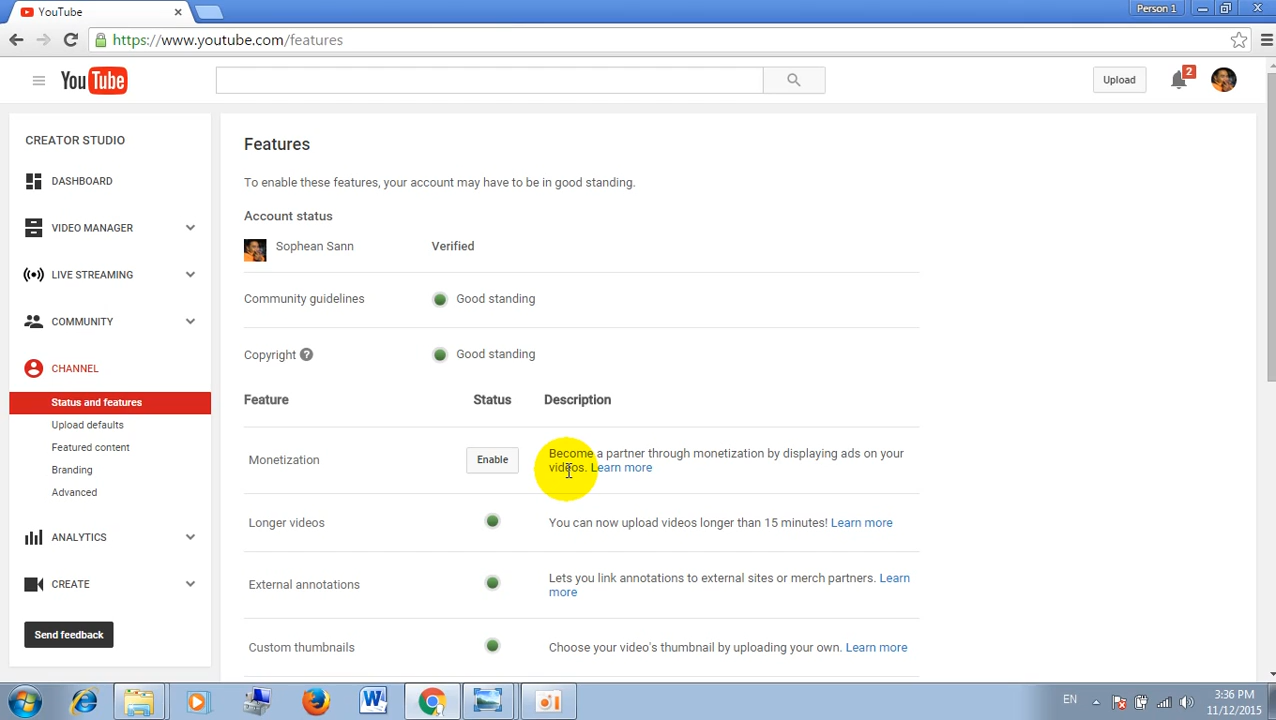 YouTube
Person 1
https://www.youtube.com/features
YouTube
Upload
2
CREATOR STUDIO
DASHBOARD
VIDEO MANAGER
LIVE STREAMING
COMMUNITY
CHANNEL
Status and features
Upload defaults
Featured content
Branding
Advanced
ANALYTICS
CREATE
Send feedback
Features
To enable these features, your account may have to be in good standing.
Account status
Sophean Sann Verified
Community guidelines Good standing
Copyright ? Good standing
Feature Status Description
Monetization Enable Become a partner through monetization by displaying ads on your
videos. Learn more
Longer videos You can now upload videos longer than 15 minutes! Learn more
External annotations Lets you link annotations to external sites or merch partners. Learn
more
Custom thumbnails Choose your video's thumbnail by uploading your own. Learn more
EN
3:36 PM
11/12/2015